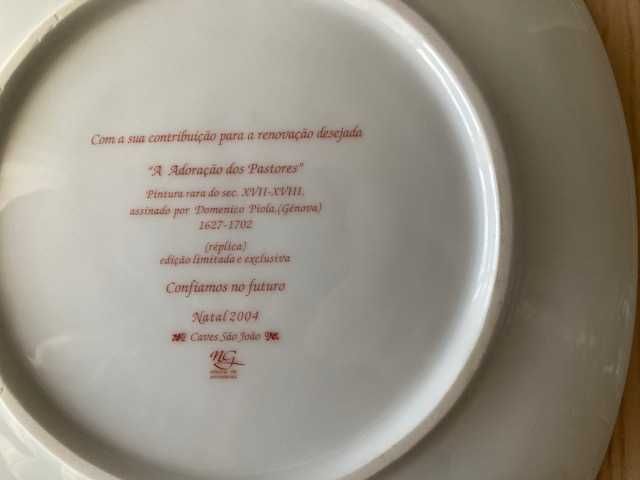 Com a sua contribuição para a renovação desejada
"A Adoração dos Pastores"
Pintura rara do sec. XVII-XVIII.
assinado por Domenico Piola.(Génova)
1627-1702
(réplica)
edição limitada e exclusiva
Confiamos no futuro
Natal 2004
Caves São João
NG